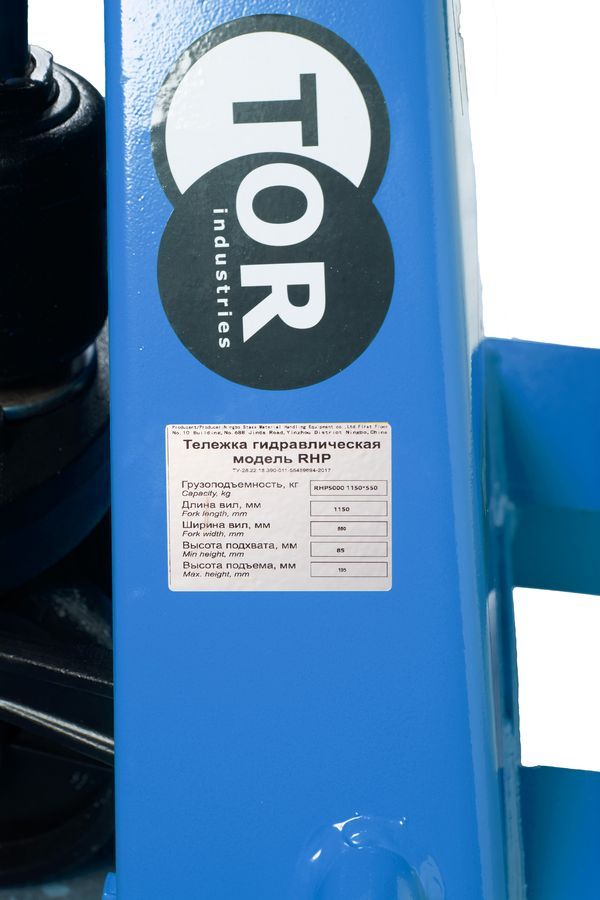 TOR
industries
Producent/Producer:Ningbo Staxx Material Handling Equipment co.,Ltd First Floor
No.10 Building, No.688 Jinda Road, Yinzhou District Ningbo, China
Тележка гидравлическая
модель RHP
Грузоподъемность, кг RHP5000 1150*550
Capacity, kg
Длина вил, мм 1150
Fork length, mm
Ширина вил, мм
Fork width, mm
Высота подхвата, мм 85
Min height, mm
Высота подъема, мм 195
Max. height, mm